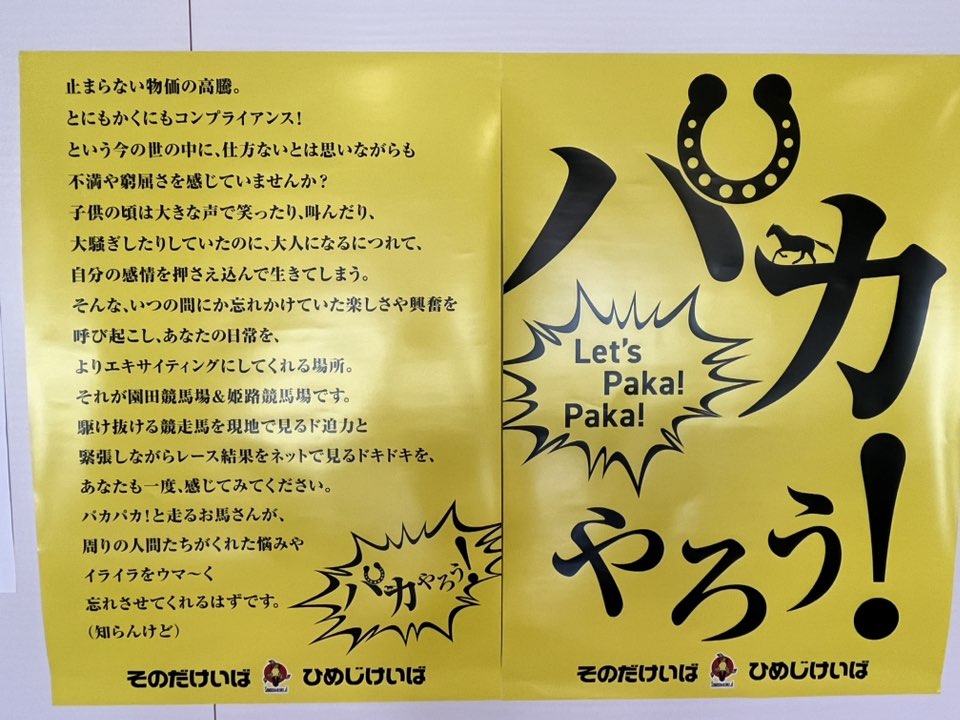 止まらない物価の高騰。
とにもかくにもコンプライアンス!
という今の世の中に、仕方ないとは思いながらも
不満や窮屈さを感じていませんか?
子供の頃は大きな声で笑ったり、叫んだり、
大騒ぎしたりしていたのに、大人になるにつれて、
自分の感情を押さえ込んで生きてしまう。
そんな、いつの間にか忘れかけていた楽しさや興奮を
呼び起こし、あなたの日常を、
よりエキサイティングにしてくれる場所。
それが園田競馬場&姫路競馬場です。
駆け抜ける競走馬を現地で見るド迫力と
緊張しながらレース結果をネットで見るドキドキを、
あなたも一度、感じてみてください。
パカパカ!と走るお馬さんが、
周りの人間たちがくれた悩みや
イライラをウマ〜く
忘れさせてくれるはずです。
(知らんけど)
パカやろう!
そのだけいば ひめじけいば
パカ
やろう!
Let's
Paka!
Paka!
そのだけいば ひめじけいば